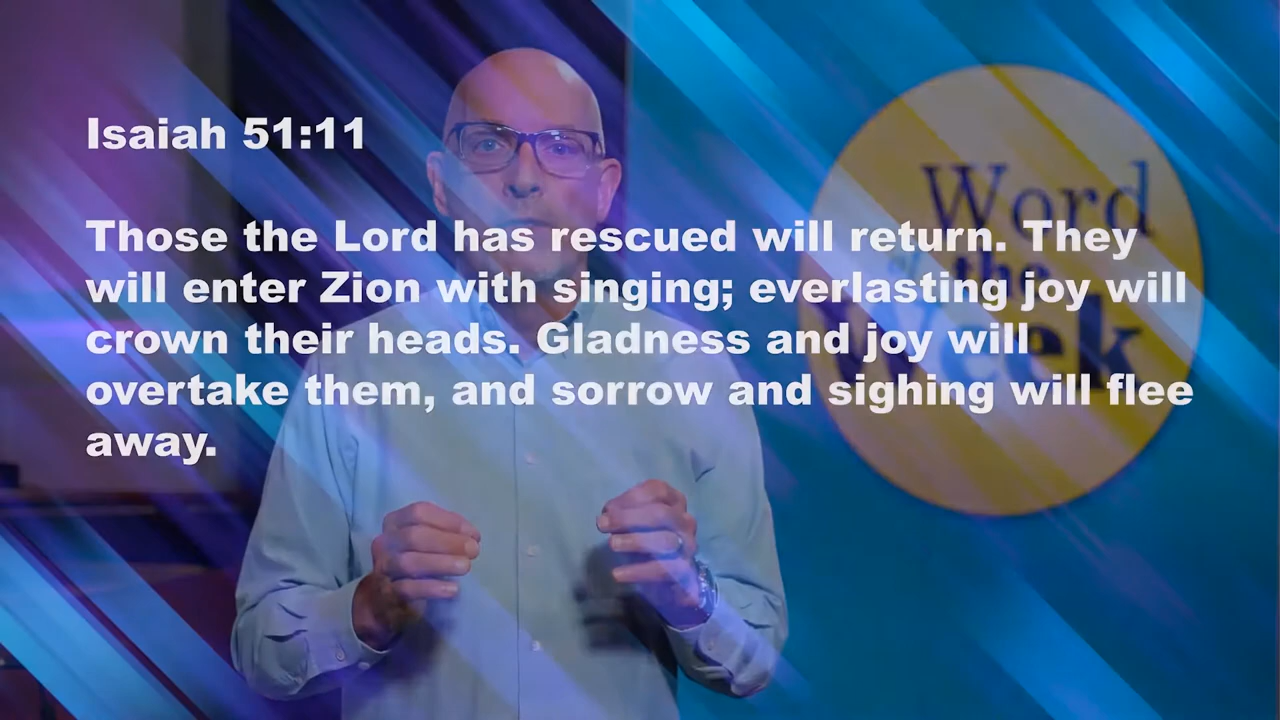 Isaiah 51:11
Those the Lord has rescued will return. They
will enter Zion with singing; everlasting joy will
crown their heads. Gladness and joy will
overtake them, and sorrow and sighing will flee
away.
Word
of the
Week